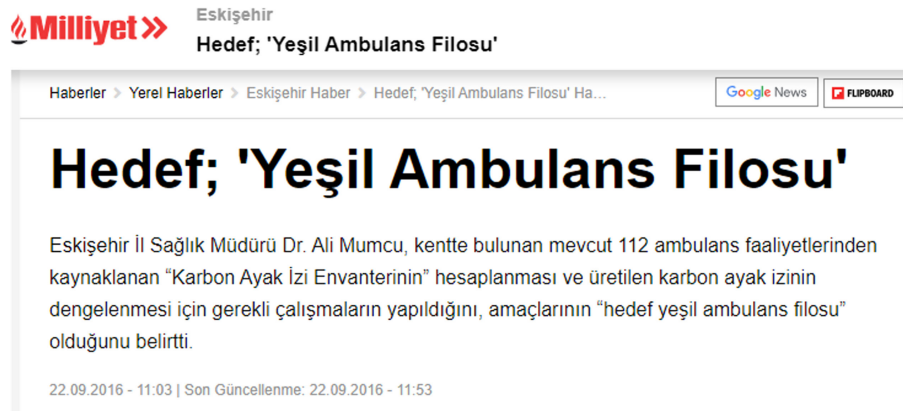 Milliyet
Eskişehir
Hedef; 'Yeşil Ambulans Filosu'
Haberler > Yerel Haberler > Eskişehir Haber > Hedef; 'Yeşil Ambulans Filosu' Ha...
Google News
FLIPBOARD
Hedef; 'Yeşil Ambulans Filosu'
Eskişehir İl Sağlık Müdürü Dr. Ali Mumcu, kentte bulunan mevcut 112 ambulans faaliyetlerinden
kaynaklanan “Karbon Ayak İzi Envanterinin” hesaplanması ve üretilen karbon ayak izinin
dengelenmesi için gerekli çalışmaların yapıldığını, amaçlarının “hedef yeşil ambulans filosu”
olduğunu belirtti.
22.09.2016 - 11:03 | Son Güncellenme: 22.09.2016 - 11:53